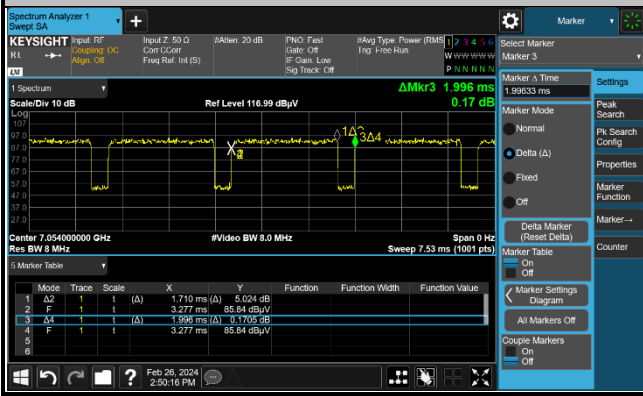 Spectrum Analyzer 1
Swept SA
Marker
KEYSIGHT Input: RF Input Z: 50 Ω #Atten: 20 dB PNO: Fast #Avg Type: Power (RMS) 1 2 3 4 5 6
RL Coupling: DC Corr CCorr Gate: Off Trig: Free Run W W W W W W
Align: Off Freq Ref: Int (S) IF Gain: Low
Sig Track: Off P N N N N N
LXI
Select Marker
Marker 3
1 Spectrum
ΔMkr3 1.996 ms
Scale/Div 10 dB Ref Level 116.99 dBµV 0.17 dB
Log
107
97.0
87.0
77.0
67.0
57.0
47.0
37.0
27.0
1Δ2
3Δ4
X
Center 7.054000000 GHz #Video BW 8.0 MHz Span 0 Hz
Res BW 8 MHz Sweep 7.53 ms (1001 pts)
5 Marker Table
Mode Trace Scale X Y Function Function Width Function Value
1 Δ2 1 t (Δ) 1.710 ms (Δ) 5.024 dB
2 F 1 t 3.277 ms 85.84 dBµV
3 Δ4 1 t (Δ) 1.996 ms (Δ) 0.1705 dB
4 F 1 t 3.277 ms 85.84 dBµV
5
6
Marker Δ Time
1.99633 ms
Marker Mode
Normal
Delta (Δ)
Fixed
Off
Delta Marker
(Reset Delta)
Marker Table
On
Off
Marker Settings
Diagram
All Markers Off
Couple Markers
On
Off
Settings
Peak
Search
Pk Search
Config
Properties
Marker
Function
Marker→
Counter
?
Feb 26, 2024
2:50:16 PM